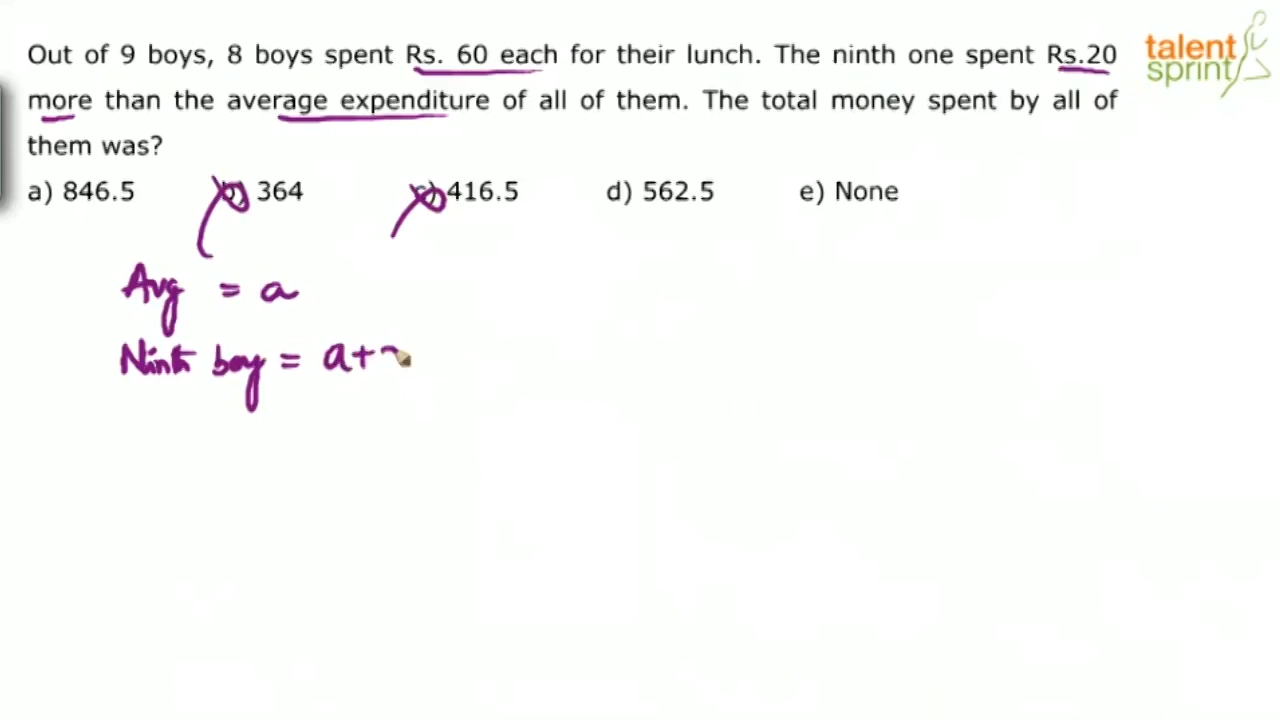 Out of 9 boys, 8 boys spent Rs. 60 each for their lunch. The ninth one spent Rs.20
more than the average expenditure of all of them. The total money spent by all of
them was?
a) 846.5 b) 364 c) 416.5 d) 562.5 e) None
talent
sprint
Avg = a
Ninth boy = a+